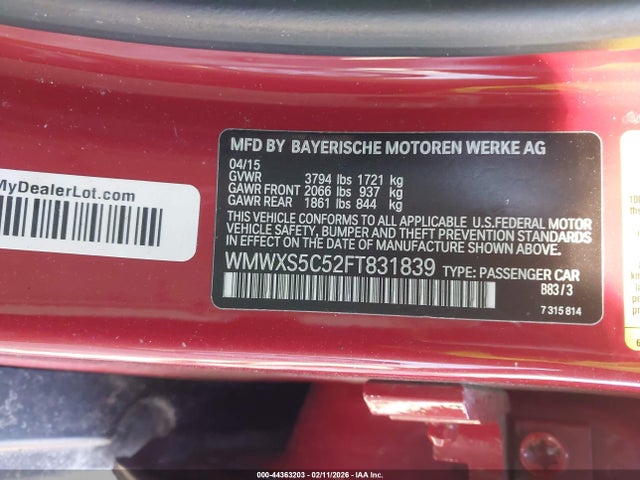 MFD BY BAYERISCHE MOTOREN WERKE AG
04/15
GVWR 3794 lbs 1721 kg
GAWR FRONT 2066 lbs 937 kg
GAWR REAR 1861 lbs 844 kg
THIS VEHICLE CONFORMS TO ALL APPLICABLE U.S.FEDERAL MOTOR
VEHICLE SAFETY, BUMPER AND THEFT PREVENTION STANDARDS
IN EFFECT ON THE DATE OF MANUFACTURE SHOWN ABOVE.
WMWXS5C52FT831839 TYPE: PASSENGER CAR
B83/3
7 315 814
MyDealerLot.com
000-44363203 - 02/11/2026 - IAA Inc.